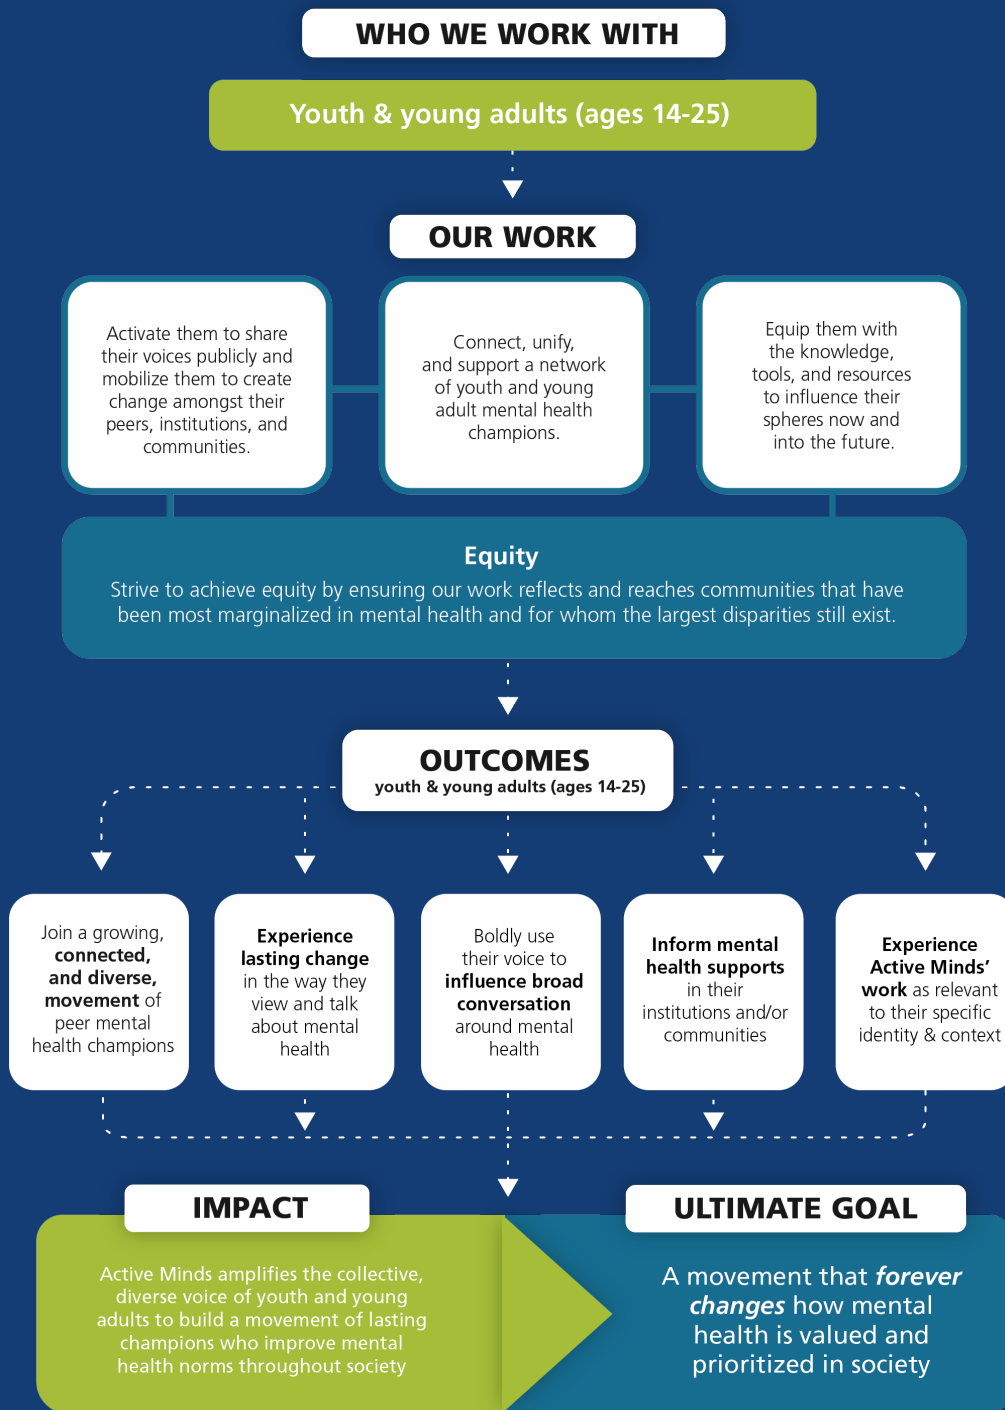 WHO WE WORK WITH
Youth & young adults (ages 14-25)
OUR WORK
Activate them to share
their voices publicly and
mobilize them to create
change amongst their
peers, institutions, and
communities.
Connect, unify,
and support a network
of youth and young
adult mental health
champions.
Equip them with
the knowledge,
tools, and resources
to influence their
spheres now and
into the future.
Equity
Strive to achieve equity by ensuring our work reflects and reaches communities that have
been most marginalized in mental health and for whom the largest disparities still exist.
OUTCOMES
youth & young adults (ages 14-25)
Join a growing,
connected,
and diverse,
movement of
peer mental
health champions
Experience
lasting change
in the way they
view and talk
about mental
health
Boldly use
their voice to
influence broad
conversation
around mental
health
Inform mental
health supports
in their
institutions and/or
communities
Experience
Active Minds’
work as relevant
to their specific
identity & context
IMPACT
Active Minds amplifies the collective,
diverse voice of youth and young
adults to build a movement of lasting
champions who improve mental
health norms throughout society
ULTIMATE GOAL
A movement that forever
changes how mental
health is valued and
prioritized in society